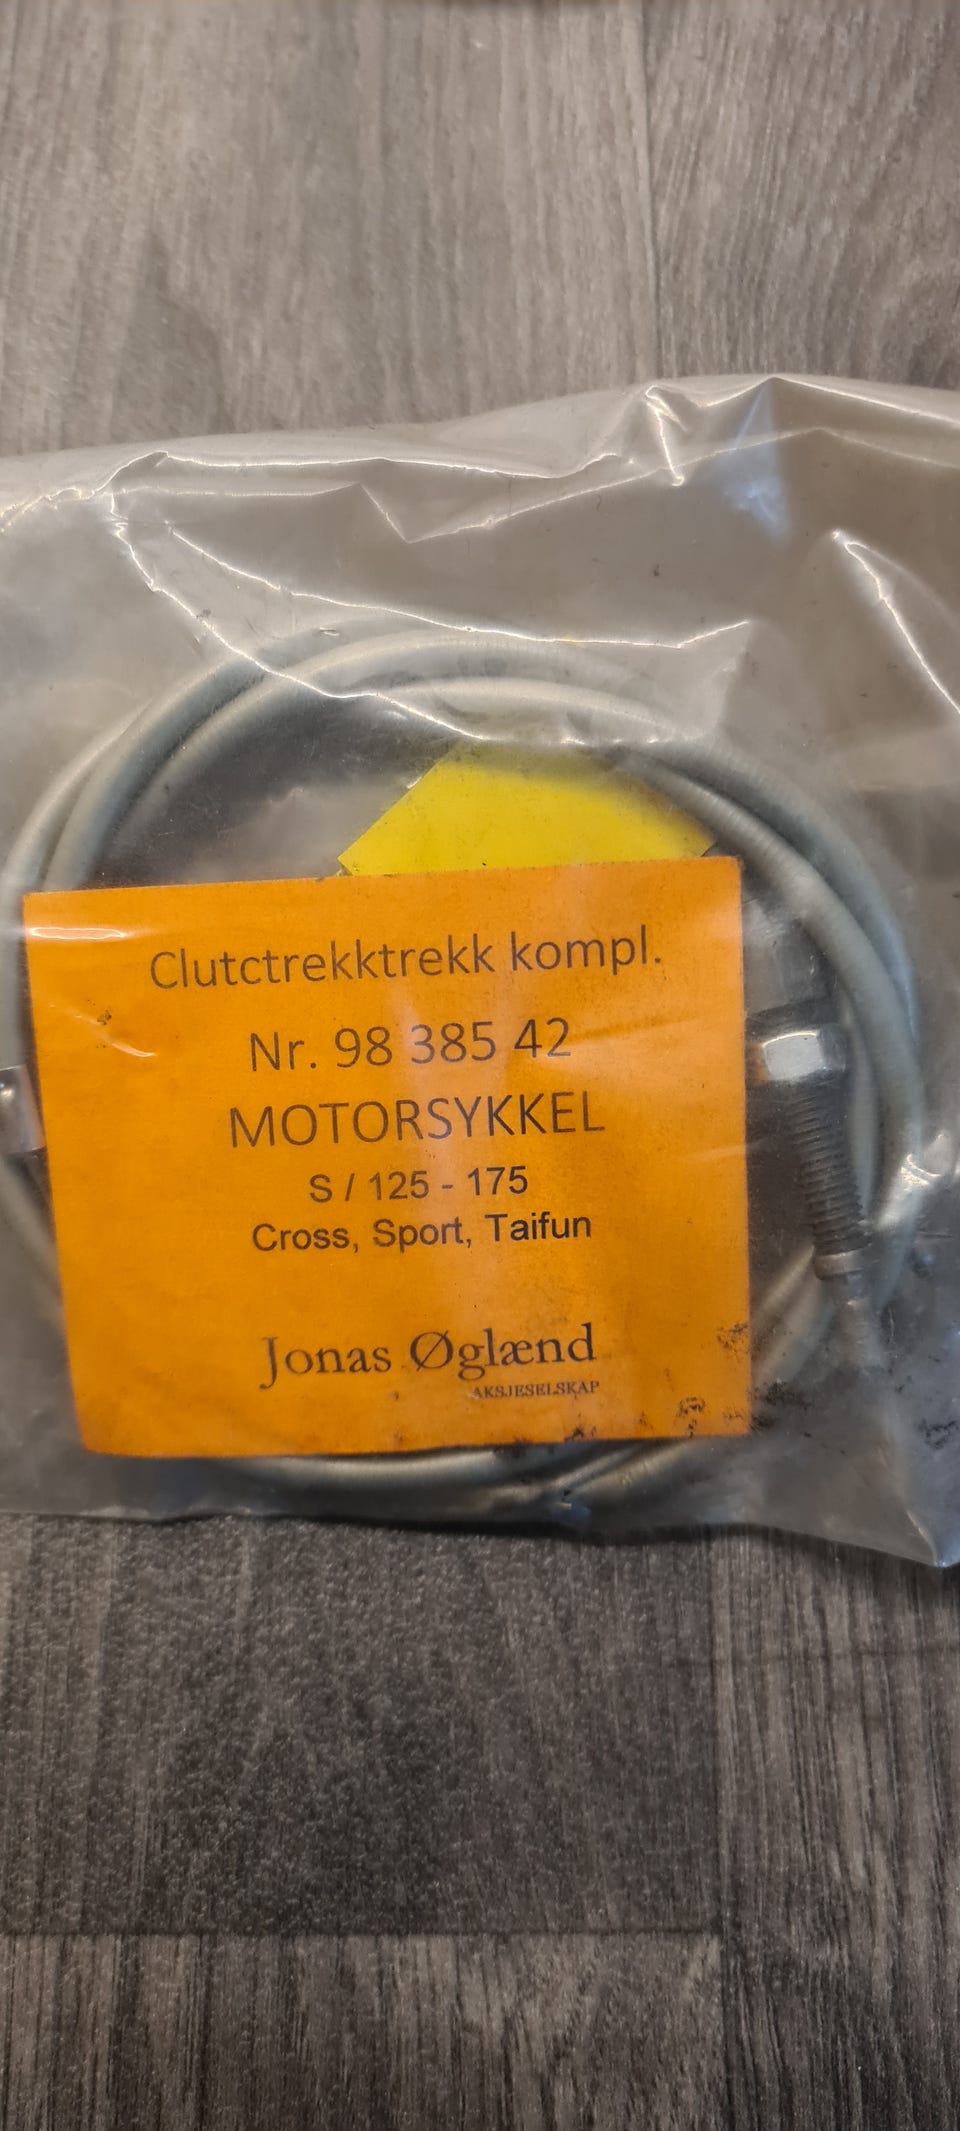 Clutctrekktrekk kompl.
Nr. 98 385 42
MOTORSYKKEL
S / 125 - 175
Cross, Sport, Taifun
Jonas Øglænd
AKSJESELSKAP